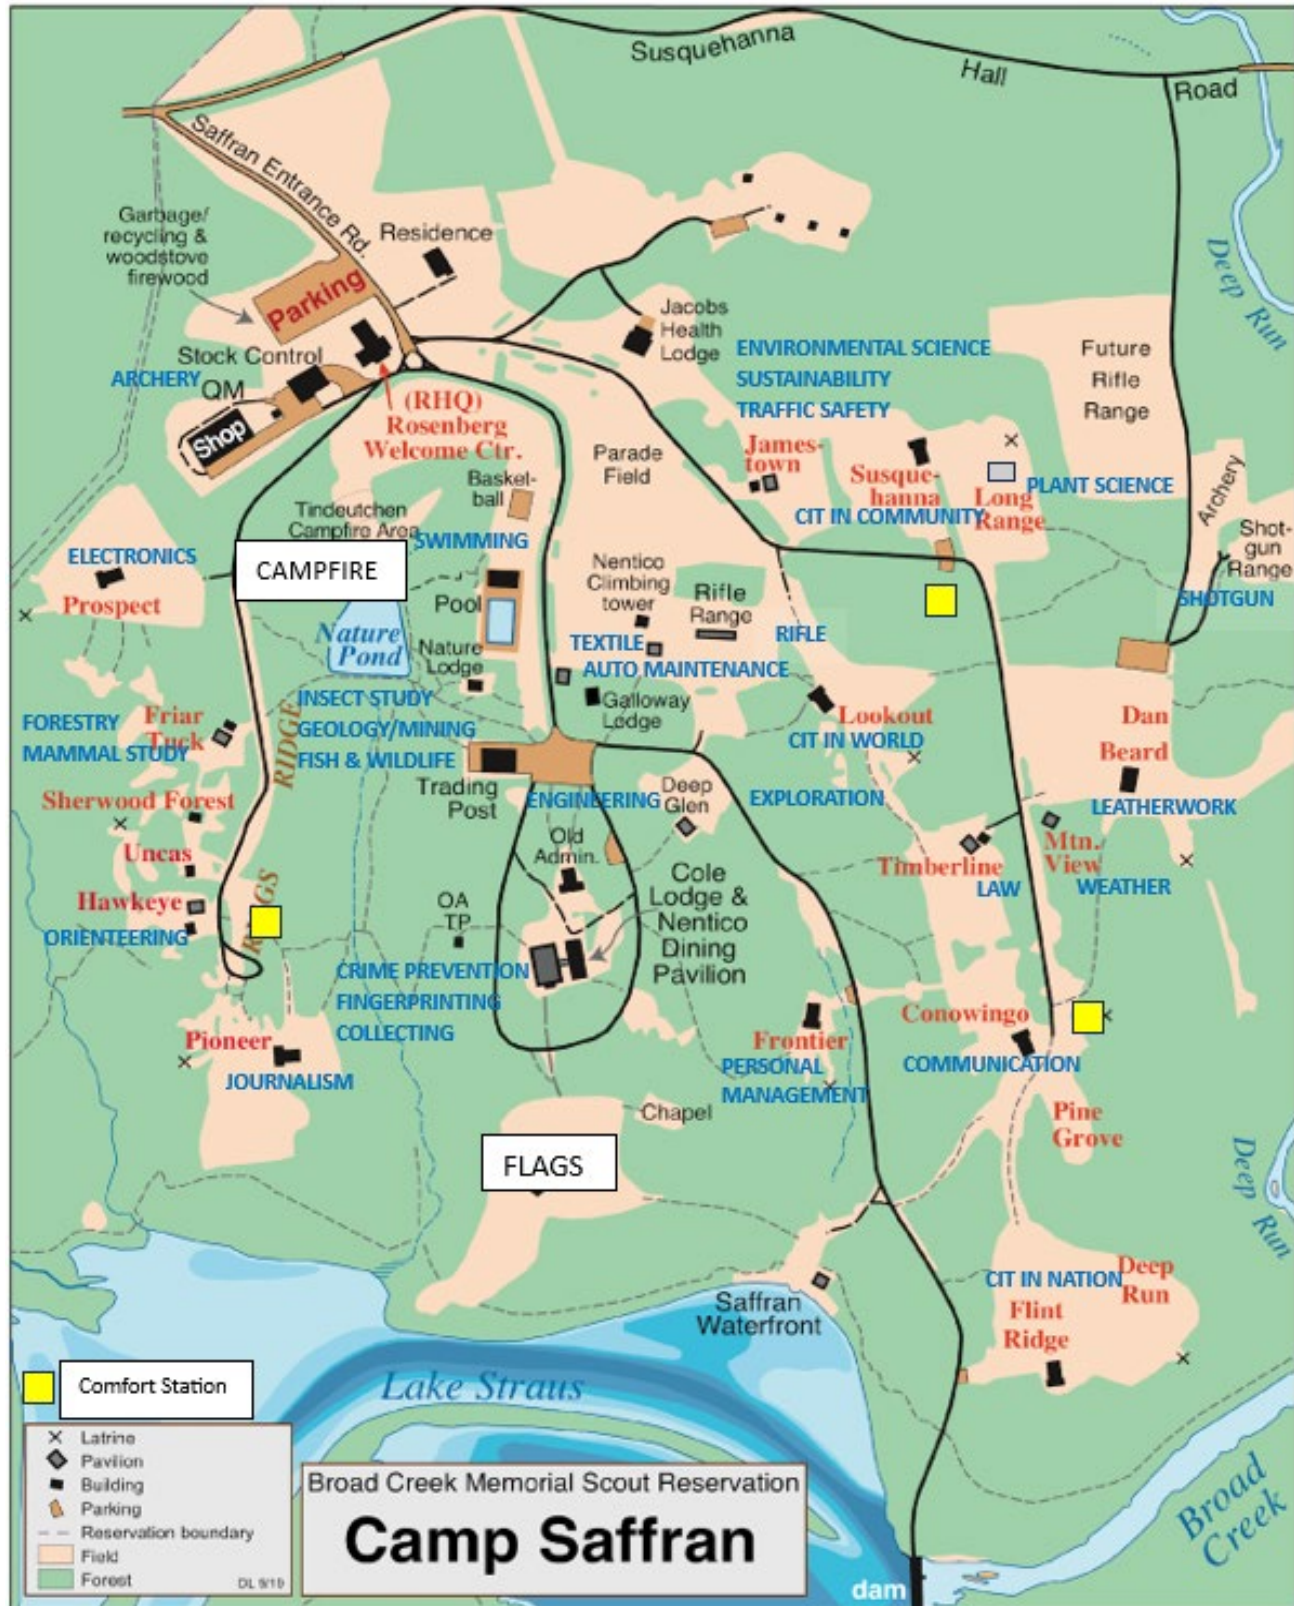 Susquehanna
Hall
Road
Saffran Entrance Rd.
Garbage/
recycling &
woodstove
firewood
Residence
Deep Run
Parking
Jacobs
Health
Lodge
Stock Control
ARCHERY
QM
Shop
(RHQ)
Rosenberg
Welcome Ctr.
ENVIRONMENTAL SCIENCE
SUSTAINABILITY
TRAFFIC SAFETY
Future
Rifle
Range
Parade
Field
James-
town
Susque-
hanna
Long
Range
PLANT SCIENCE
CIT IN COMMUNITY
Archery
Shot-
gun
Range
SHOTGUN
Basket-
ball
Tindeutchen
Campfire Area
CAMPFIRE
SWIMMING
ELECTRONICS
Prospect
Pool
Nature
Pond
Nature
Lodge
Nentico
Climbing
tower
Rifle
Range
RIFLE
TEXTILE
AUTO MAINTENANCE
Galloway
Lodge
INSECT STUDY
GEOLOGY/MINING
FISH & WILDLIFE
FORESTRY
MAMMAL STUDY
Friar
Tuck
RIDGE
Lookout
CIT IN WORLD
Dan
Beard
LEATHERWORK
Trading
Post
ENGINEERING
Deep
Glen
EXPLORATION
Sherwood Forest
Uncas
Hawkeye
ORIENTEERING
Old
Admin.
Cole
Lodge &
Nentico
Dining
Pavilion
OA
TP
Timberline
LAW
Mtn.
View
WEATHER
CRIME PREVENTION
FINGERPRINTING
COLLECTING
Pioneer
JOURNALISM
Frontier
PERSONAL
MANAGEMENT
Conowingo
COMMUNICATION
Pine
Grove
Chapel
FLAGS
Deep Run
CIT IN NATION
Deep
Run
Flint
Ridge
Saffran
Waterfront
Lake Straus
Comfort Station
Latrine
Pavilion
Building
Parking
Reservation boundary
Field
Forest
DL 9/19
Broad Creek Memorial Scout Reservation
Camp Saffran
dam
Broad
Creek